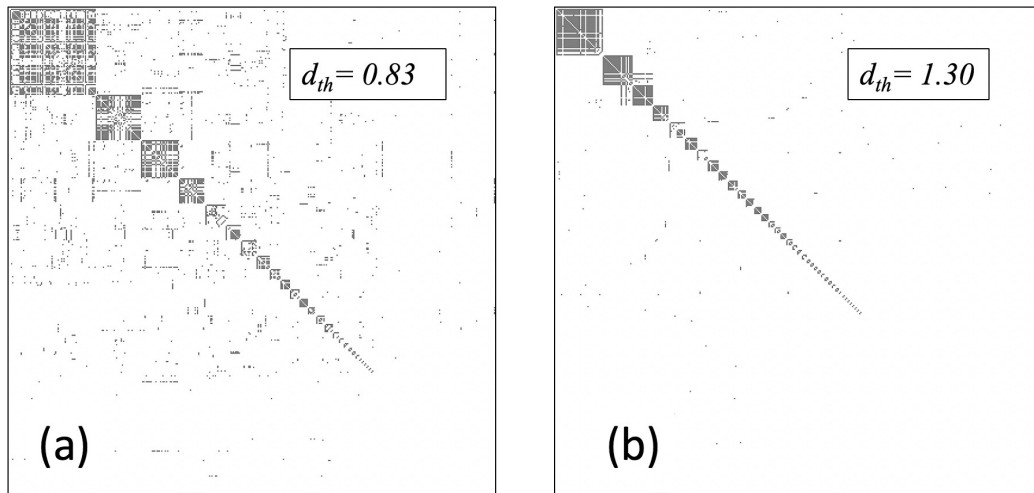 d_th = 0.83
d_th = 1.30
(a)
(b)